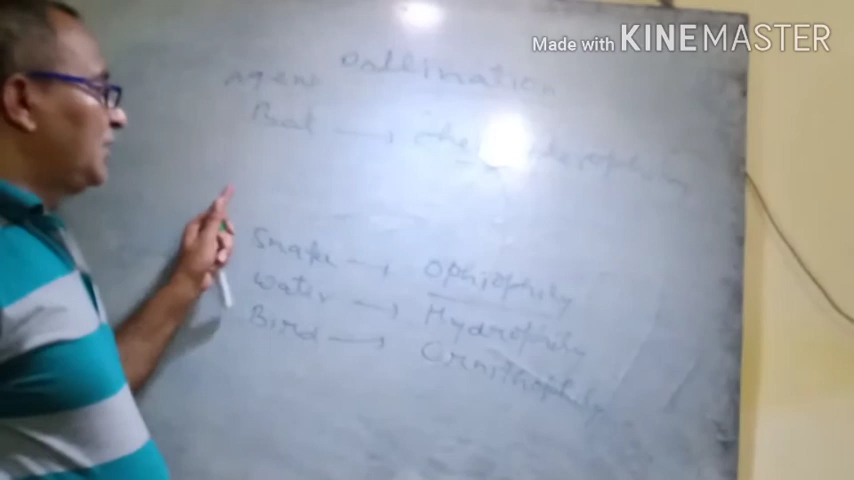 Made with KINEMASTER
agent Pollination
Bat →
Snake → Ophiophily
Water → Hydrophily
Bird → Ornithophily